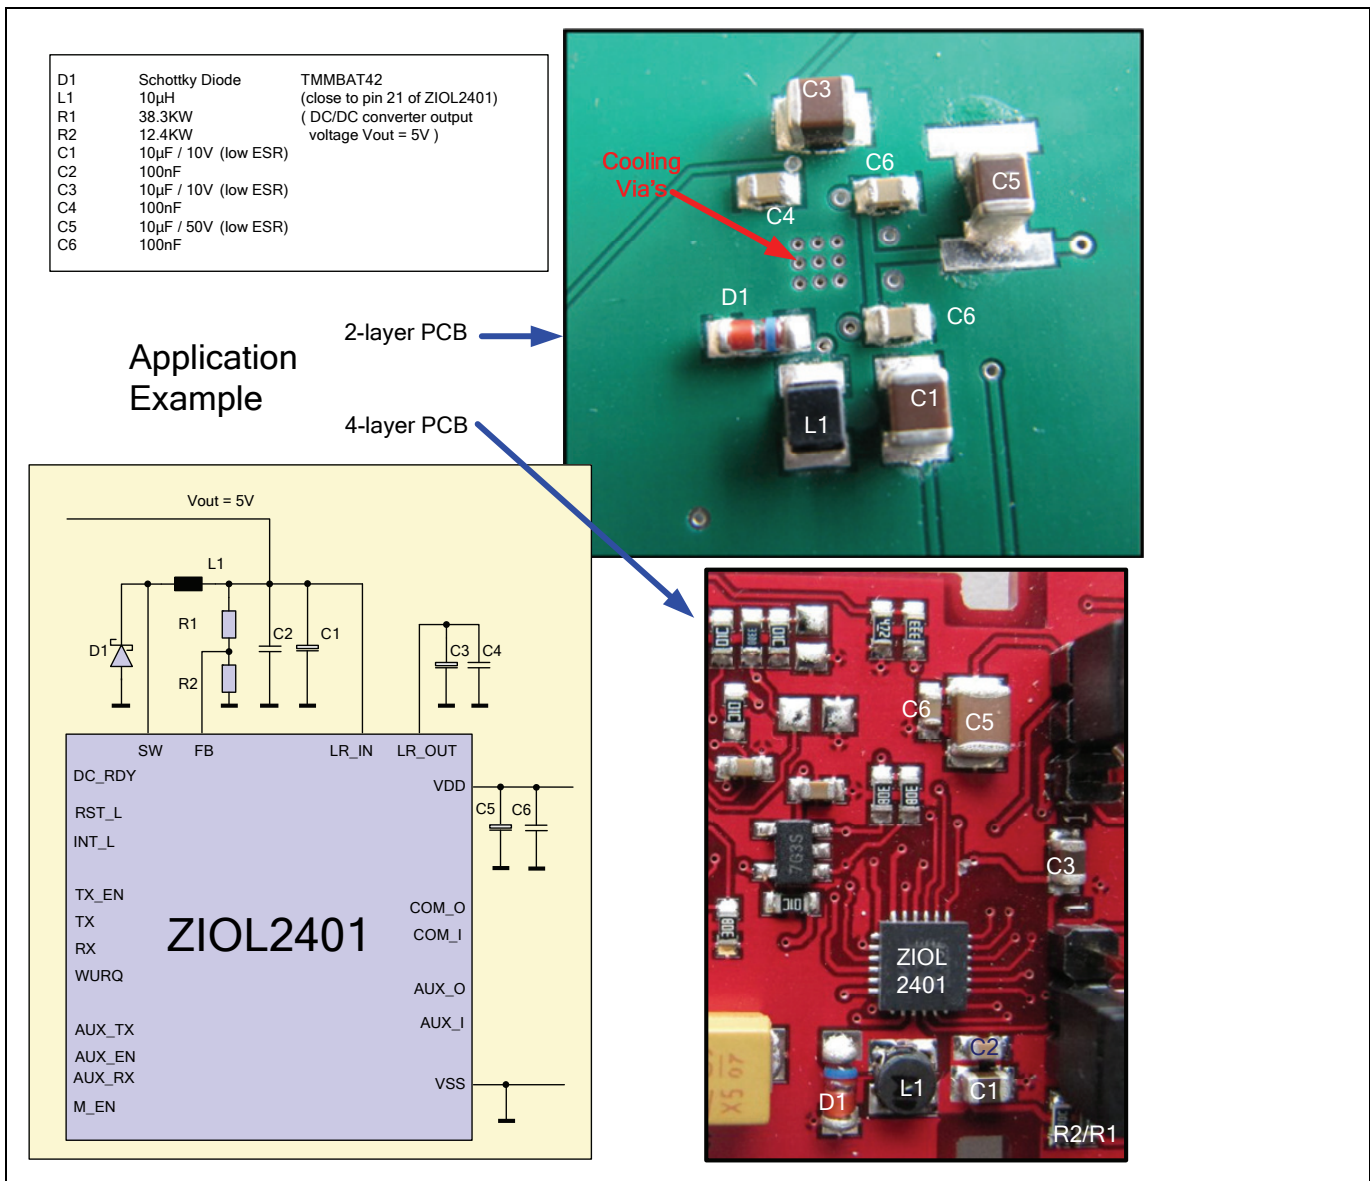 D1 Schottky Diode TMMBAT42
L1 10µH (close to pin 21 of ZIOL2401)
R1 38.3KW ( DC/DC converter output
R2 12.4KW voltage Vout = 5V )
C1 10µF / 10V (low ESR)
C2 100nF
C3 10µF / 10V (low ESR)
C4 100nF
C5 10µF / 50V (low ESR)
C6 100nF
C3
Cooling
Via's
C6
C5
C4
D1
C6
L1
C1
2-layer PCB
Application
Example
4-layer PCB
Vout = 5V
L1
R1
C2
C1
D1
R2
C3
C4
SW
FB
LR_IN
LR_OUT
DC_RDY
VDD
RST_L
C5
C6
INT_L
TX_EN
COM_O
TX
ZIOL2401
COM_I
RX
WURQ
AUX_O
AUX_TX
AUX_I
AUX_EN
AUX_RX
VSS
M_EN
C6
C5
7G3S
C3
1
1
ZIOL
2401
C2
D1
L1
C1
X5 07
R2/R1